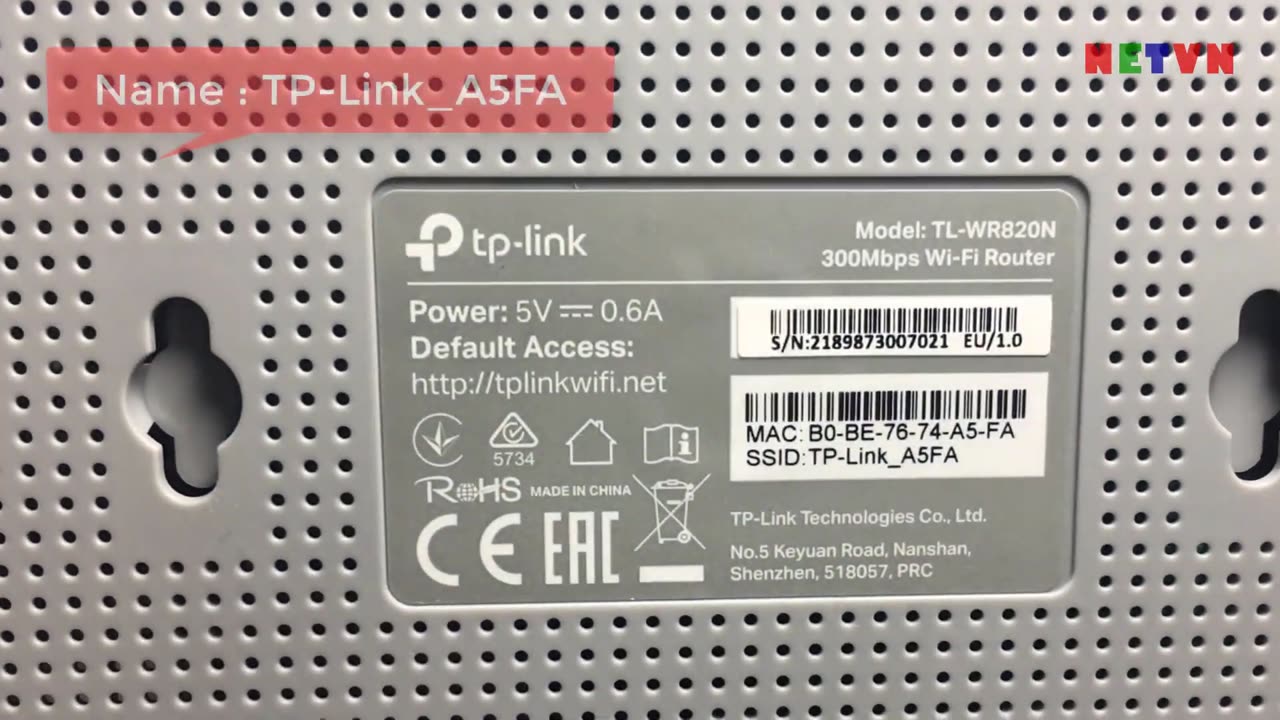 NETVN
Name : TP-Link_A5FA
tp-link
Model: TL-WR820N
300Mbps Wi-Fi Router
Power: 5V ⎓ 0.6A
Default Access:
http://tplinkwifi.net
S/N:2189873007021 EU/1.0
MAC: B0-BE-76-74-A5-FA
SSID:TP-Link_A5FA
5734
RoHS MADE IN CHINA
CE EAC
TP-Link Technologies Co., Ltd.
No.5 Keyuan Road, Nanshan,
Shenzhen, 518057, PRC